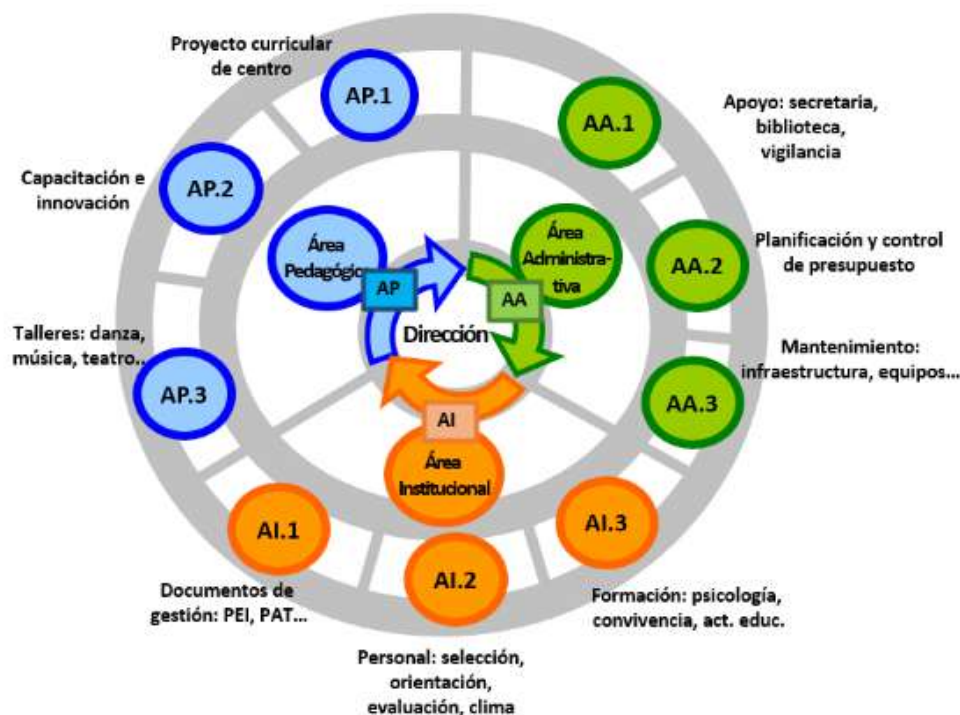 Proyecto curricular
de centro
AP.1
AA.1
Apoyo: secretaria,
biblioteca,
vigilancia
Capacitación e
innovación
AP.2
Área
Pedagógic
AP
Área
Administra-
tiva
AA
AA.2
Planificación y control
de presupuesto
Dirección
Talleres: danza,
música, teatro..
AP.3
Mantenimiento:
infraestructura, equipos...
AA.3
AI
Área
Institucional
AI.1
AI.2
AI.3
Documentos de
gestión: PEI, PAT...
Formación: psicología,
convivencia, act. educ.
Personal: selección,
orientación,
evaluación, clima